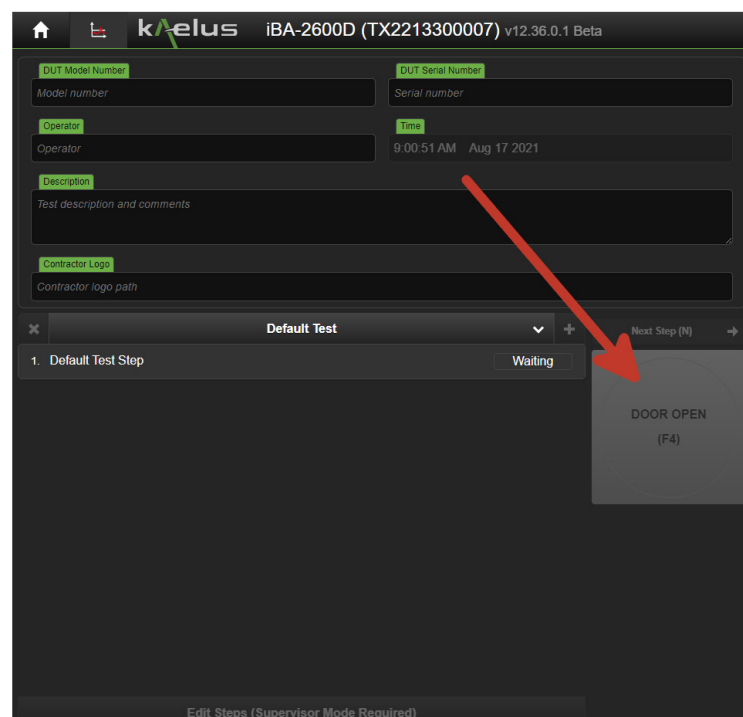 kaelus iBA-2600D (TX2213300007) v12.36.0.1 Beta
DUT Model Number DUT Serial Number
Model number Serial number
Operator Time
Operator 9:00:51 AM Aug 17 2021
Description
Test description and comments
Contractor Logo
Contractor logo path
Default Test Next Step (N)
1. Default Test Step Waiting
DOOR OPEN
(F4)
Edit Steps (Supervisor Mode Required)